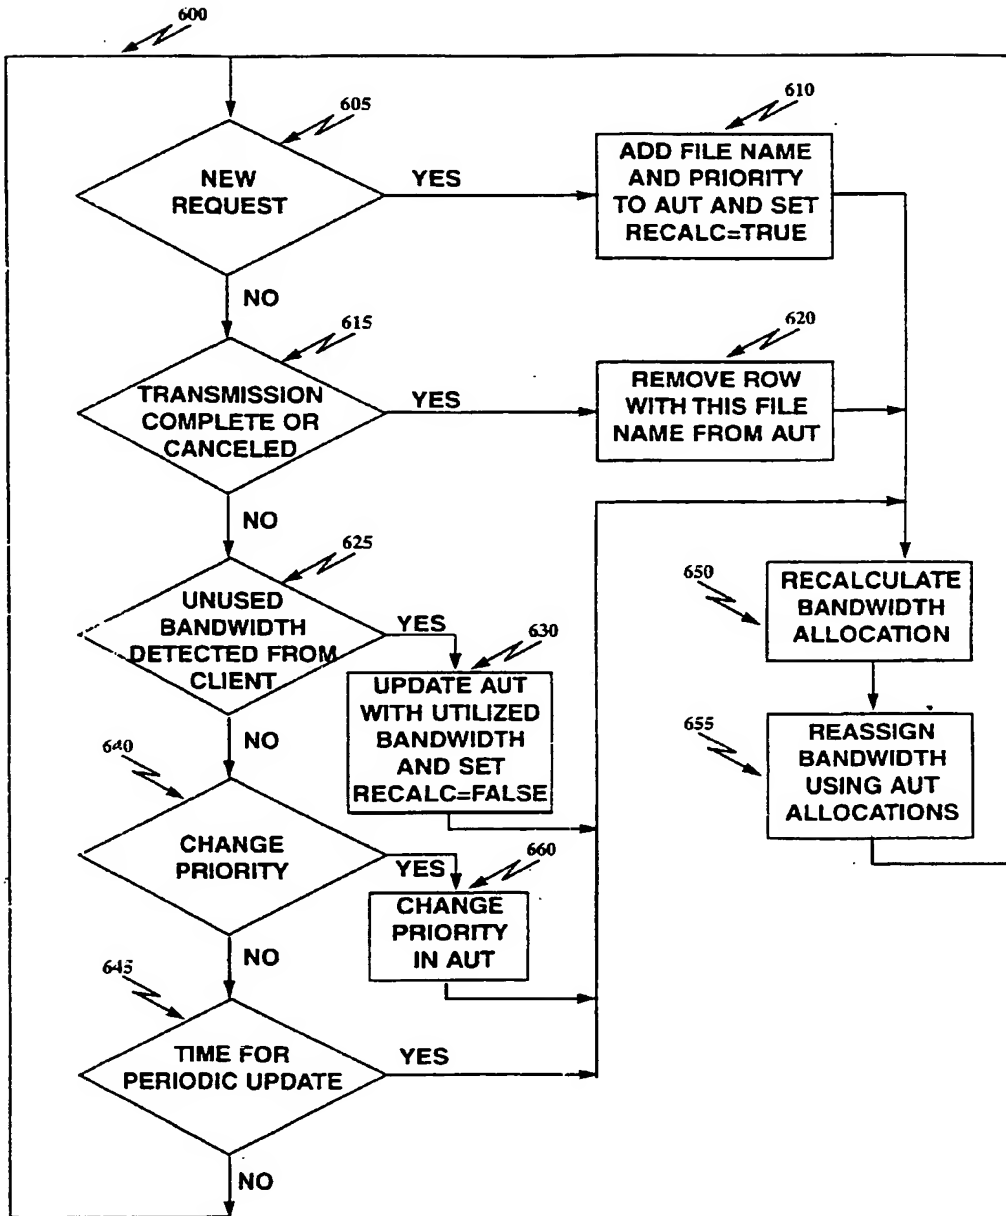 600
605
NEW
REQUEST
YES
610
ADD FILE NAME
AND PRIORITY
TO AUT AND SET
RECALC=TRUE
NO
615
TRANSMISSION
COMPLETE OR
CANCELED
YES
620
REMOVE ROW
WITH THIS FILE
NAME FROM AUT
NO
625
UNUSED
BANDWIDTH
DETECTED FROM
CLIENT
YES
630
UPDATE AUT
WITH UTILIZED
BANDWIDTH
AND SET
RECALC=FALSE
650
RECALCULATE
BANDWIDTH
ALLOCATION
655
REASSIGN
BANDWIDTH
USING AUT
ALLOCATIONS
NO
640
CHANGE
PRIORITY
YES
660
CHANGE
PRIORITY
IN AUT
NO
645
TIME FOR
PERIODIC UPDATE
YES
NO